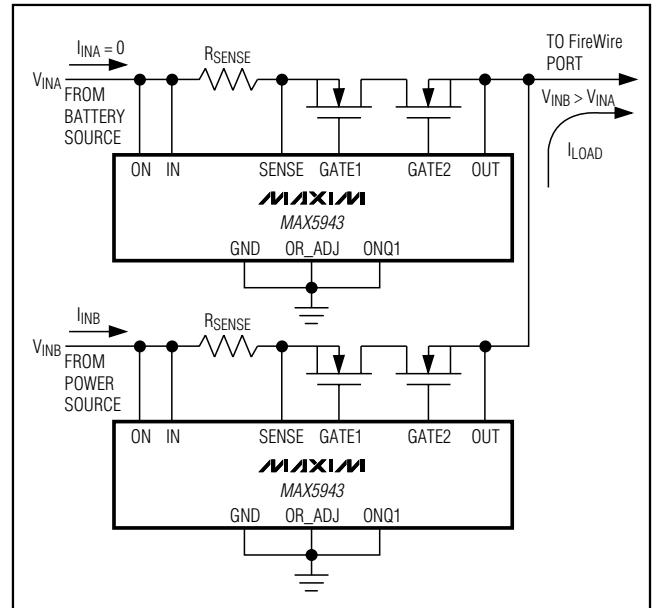 I_INA = 0
R_SENSE
TO FireWire
PORT
V_INA
FROM
BATTERY
SOURCE
V_INB > V_INA
I_LOAD
ON IN SENSE GATE1 GATE2 OUT
MAXIM
MAX5943
GND OR_ADJ ONQ1
I_INB
R_SENSE
V_INB
FROM
POWER
SOURCE
ON IN SENSE GATE1 GATE2 OUT
MAXIM
MAX5943
GND OR_ADJ ONQ1